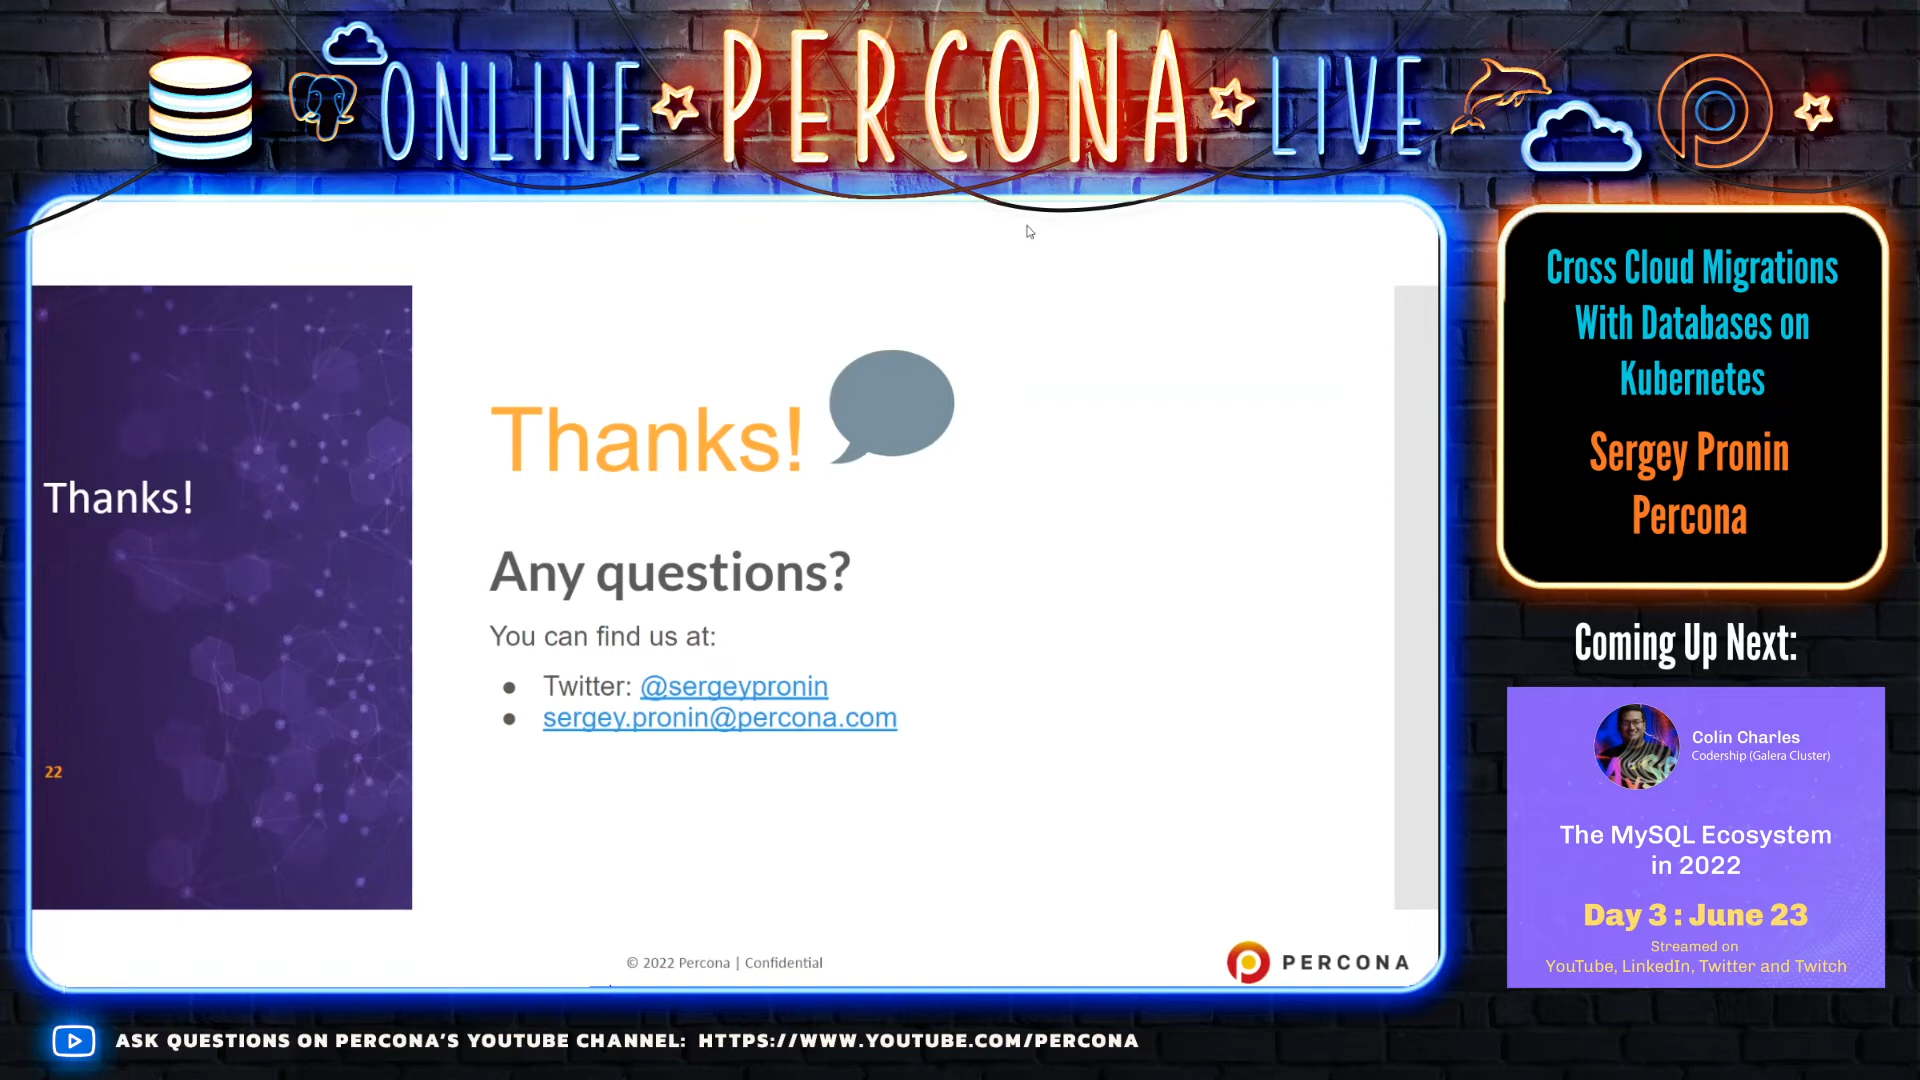 ONLINE PERCONA LIVE
Thanks!
22
Thanks!
Any questions?
You can find us at:
● Twitter: @sergeypronin
● sergey.pronin@percona.com
© 2022 Percona | Confidential
PERCONA
Cross Cloud Migrations
With Databases on
Kubernetes
Sergey Pronin
Percona
Coming Up Next:
Colin Charles
Codership (Galera Cluster)
The MySQL Ecosystem
in 2022
Day 3 : June 23
Streamed on
YouTube, LinkedIn, Twitter and Twitch
ASK QUESTIONS ON PERCONA'S YOUTUBE CHANNEL: HTTPS://WWW.YOUTUBE.COM/PERCONA